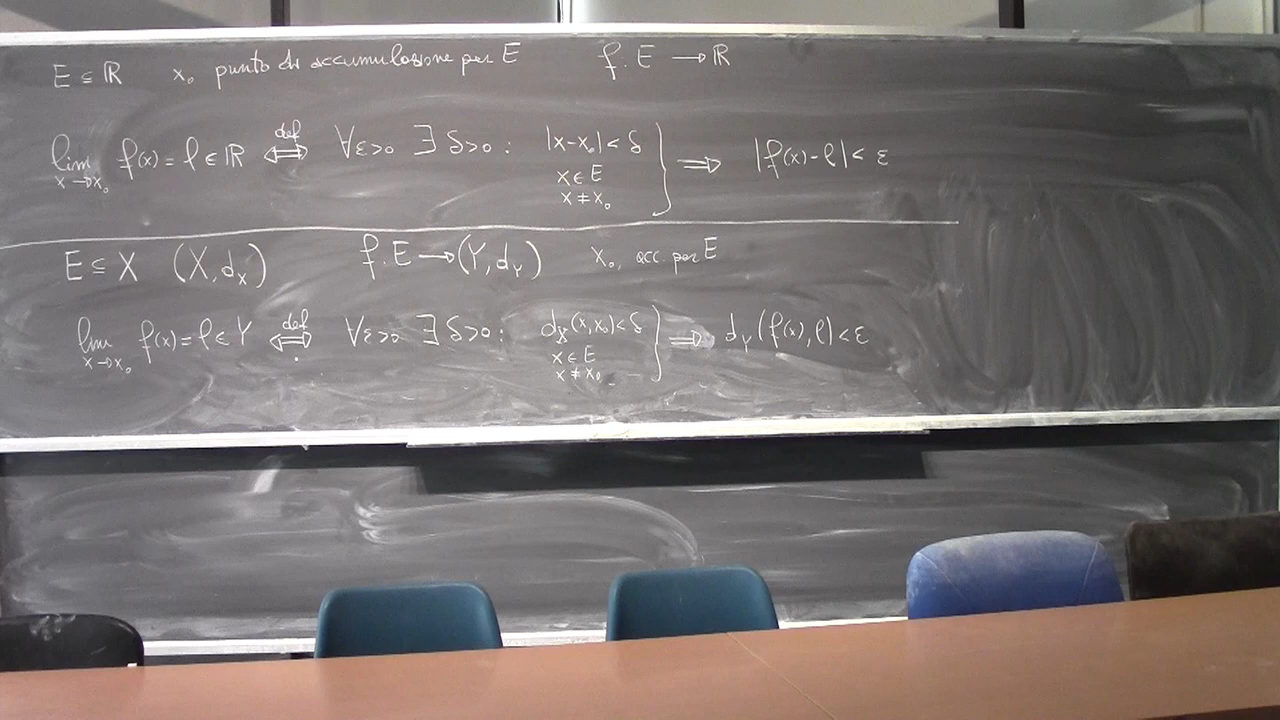 E ⊆ ℝ x₀ punto di accumulazione per E f: E → ℝ
lim x→x₀ f(x) = ℓ ∈ ℝ ⟺ def ∀ε>0 ∃ δ>0 : |x-x₀| < δ x ∈ E x ≠ x₀ } ⟹ |f(x)-ℓ| < ε
E ⊆ X (X, d_X) f: E → (Y, d_Y) x₀, acc. per E
lim x→x₀ f(x) = ℓ ∈ Y ⟺ def ∀ε>0 ∃ δ>0 : d_X(x, x₀) < δ x ∈ E x ≠ x₀ } ⟹ d_Y(f(x), ℓ) < ε